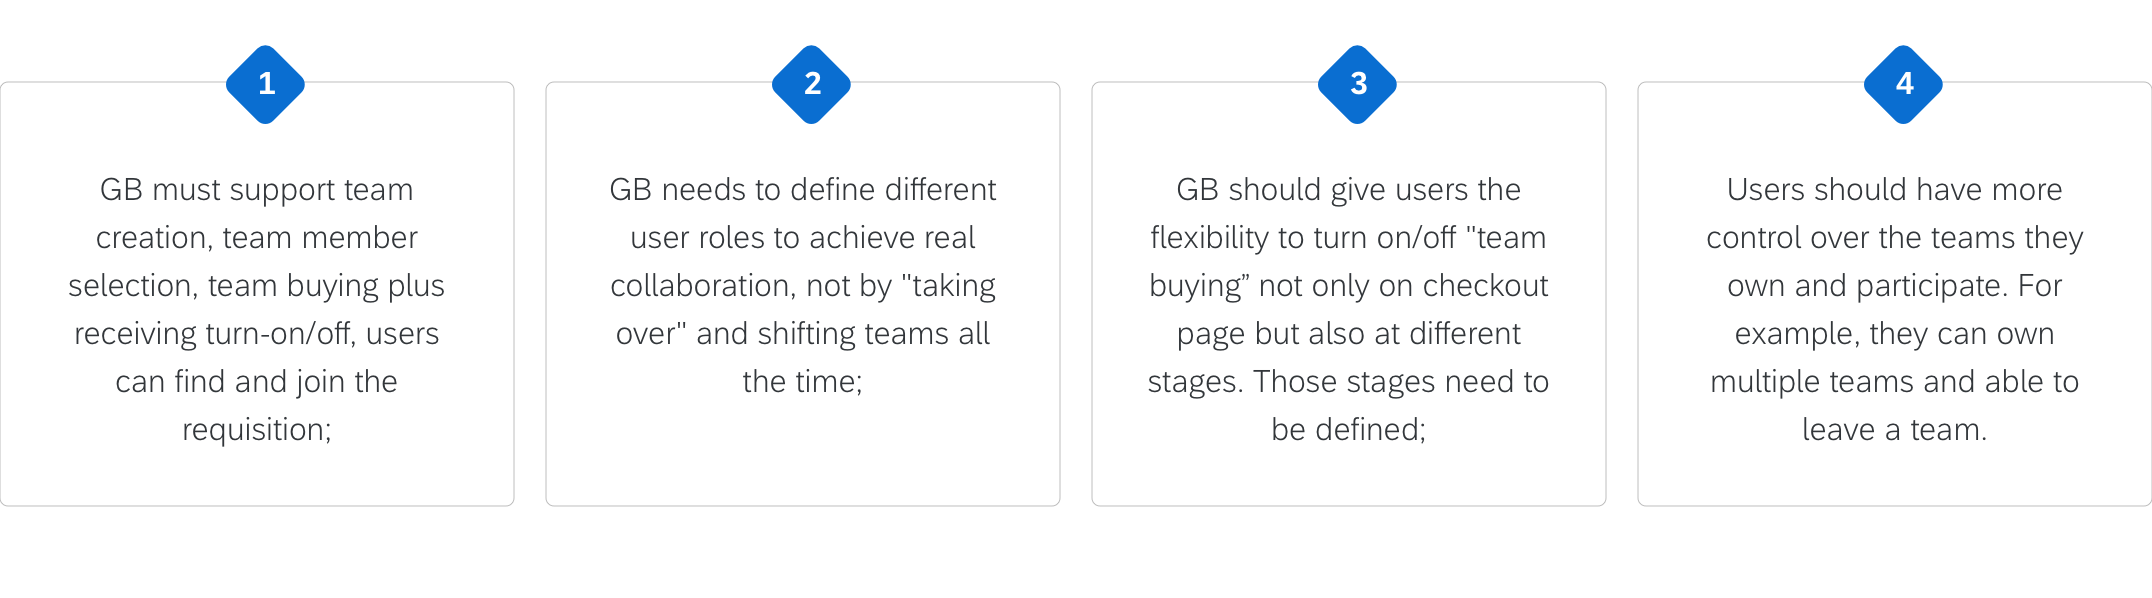 1
GB must support team
creation, team member
selection, team buying plus
receiving turn-on/off, users
can find and join the
requisition;
2
GB needs to define different
user roles to achieve real
collaboration, not by "taking
over" and shifting teams all
the time;
3
GB should give users the
flexibility to turn on/off "team
buying” not only on checkout
page but also at different
stages. Those stages need to
be defined;
4
Users should have more
control over the teams they
own and participate. For
example, they can own
multiple teams and able to
leave a team.